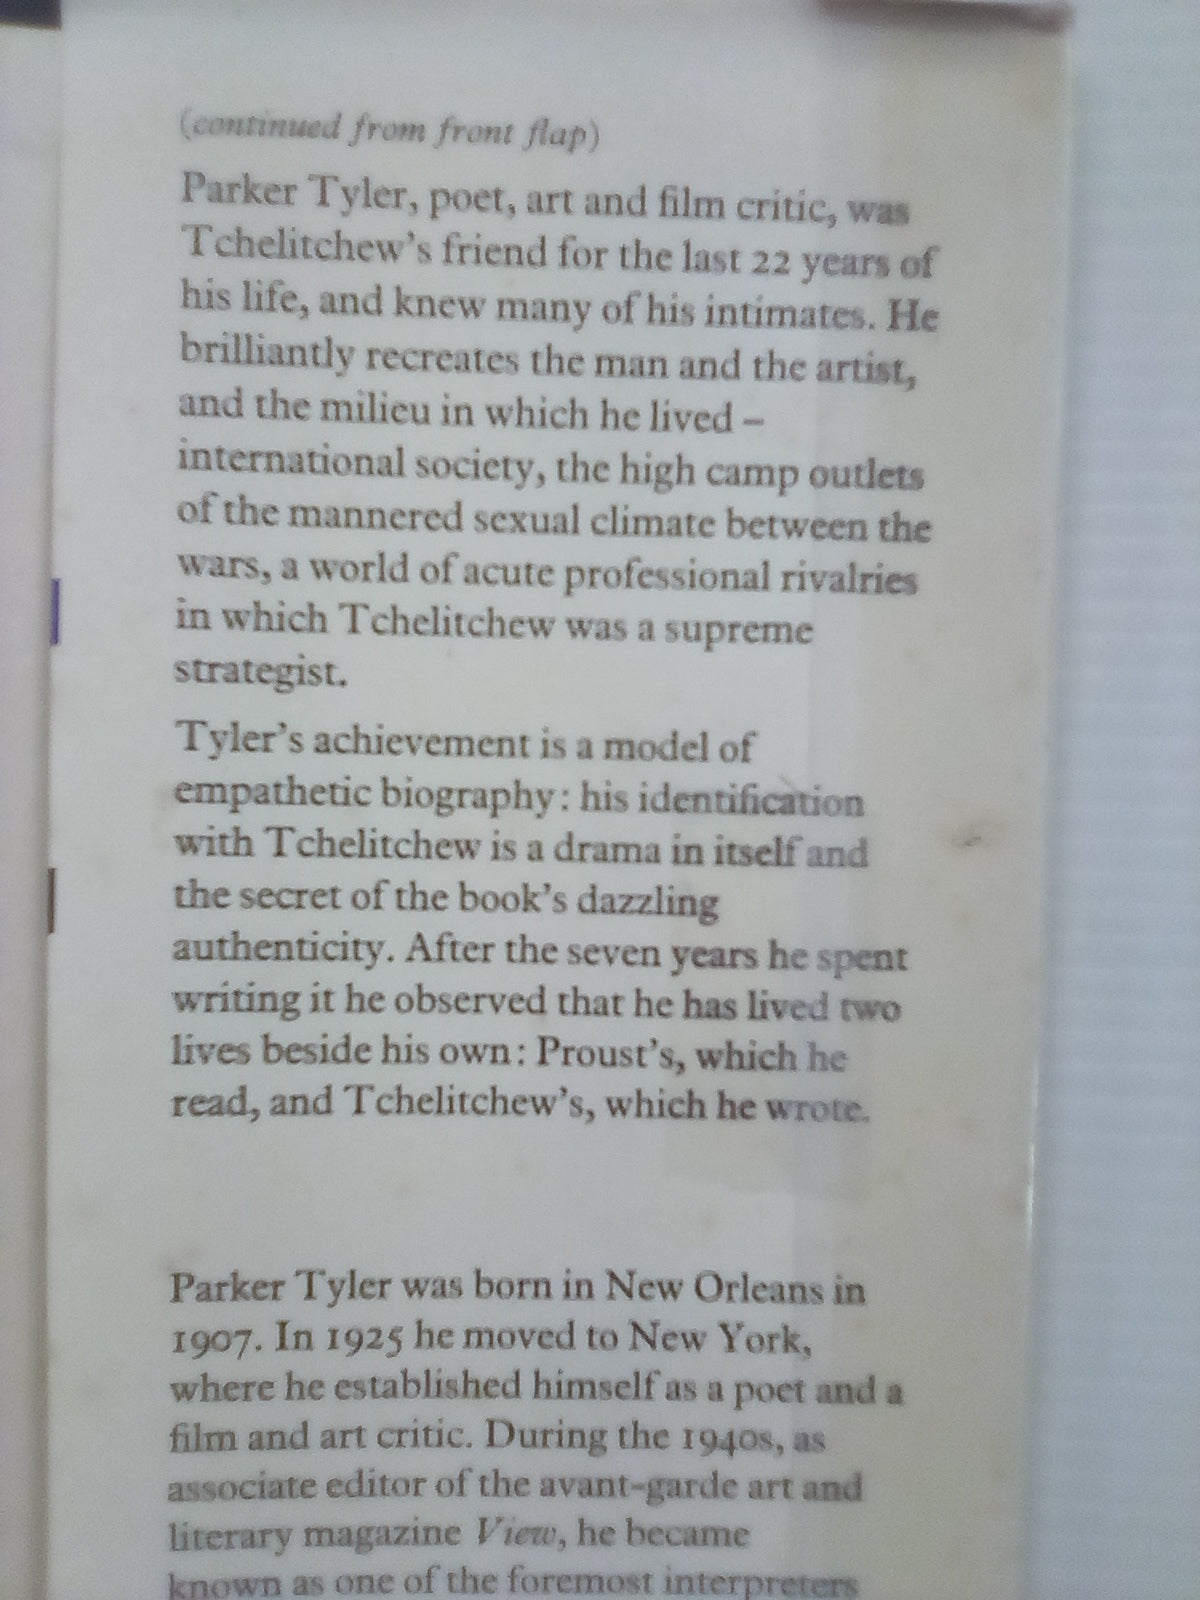 (continued from front flap)
Parker Tyler, poet, art and film critic, was
Tchelitchew's friend for the last 22 years of
his life, and knew many of his intimates. He
brilliantly recreates the man and the artist,
and the milieu in which he lived –
international society, the high camp outlets
of the mannered sexual climate between the
wars, a world of acute professional rivalries
in which Tchelitchew was a supreme
strategist.
Tyler's achievement is a model of
empathetic biography: his identification
with Tchelitchew is a drama in itself and
the secret of the book's dazzling
authenticity. After the seven years he spent
writing it he observed that he has lived two
lives beside his own: Proust's, which he
read, and Tchelitchew's, which he wrote.
Parker Tyler was born in New Orleans in
1907. In 1925 he moved to New York,
where he established himself as a poet and a
film and art critic. During the 1940s, as
associate editor of the avant-garde art and
literary magazine View, he became
known as one of the foremost interpreters